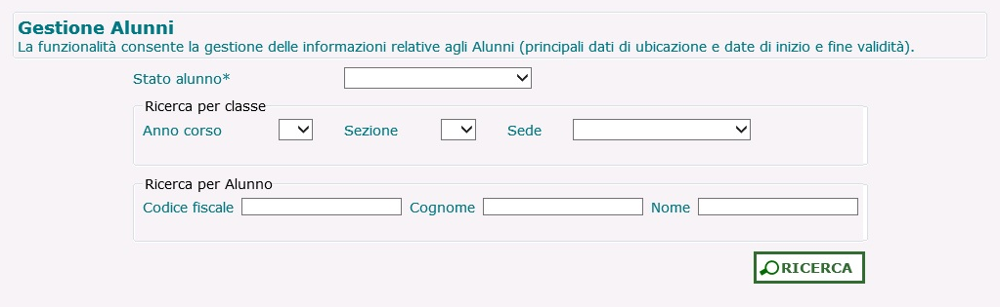 Gestione Alunni
La funzionalità consente la gestione delle informazioni relative agli Alunni (principali dati di ubicazione e date di inizio e fine validità).
Stato alunno*
Ricerca per classe
Anno corso Sezione Sede
Ricerca per Alunno
Codice fiscale Cognome Nome
RICERCA